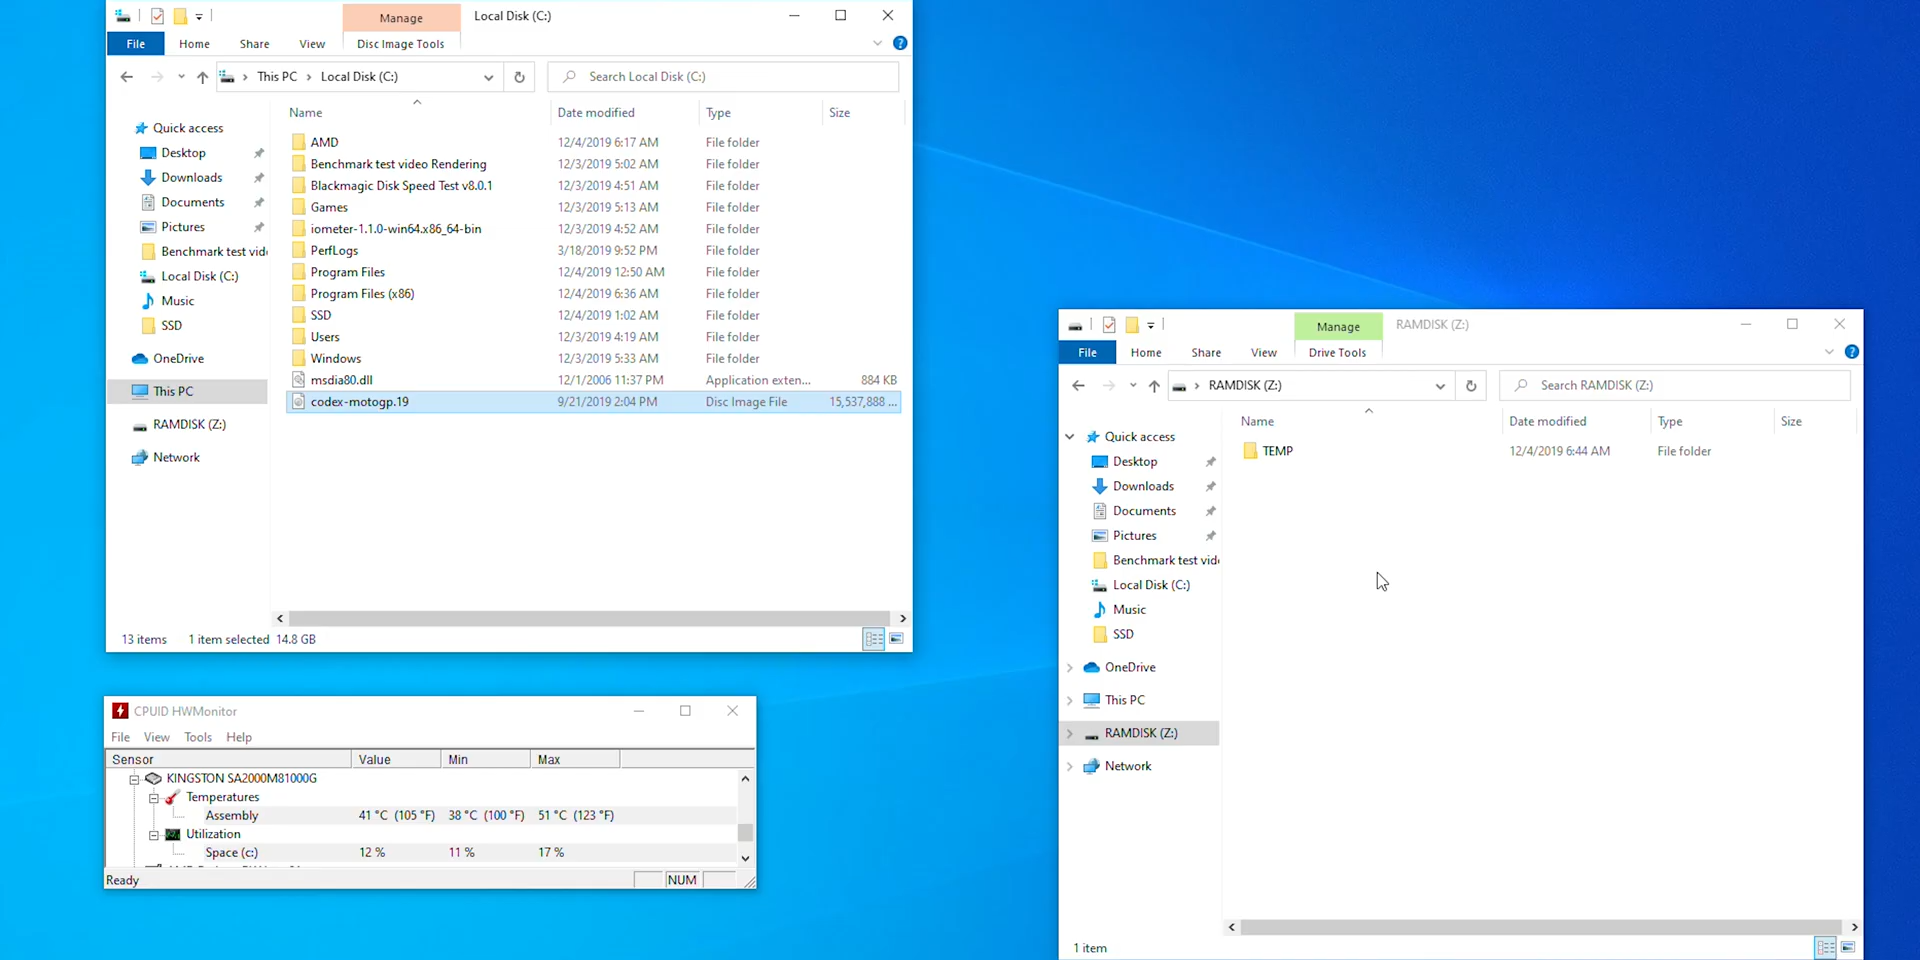 Manage
Local Disk (C:)
File
Home
Share
View
Disc Image Tools
This PC
Local Disk (C:)
Search Local Disk (C:)
Name
Date modified
Type
Size
Quick access
Desktop
Downloads
Documents
Pictures
Benchmark test vid
Local Disk (C:)
Music
SSD
OneDrive
This PC
RAMDISK (Z:)
Network
AMD 12/4/2019 6:17 AM File folder
Benchmark test video Rendering 12/3/2019 5:02 AM File folder
Blackmagic Disk Speed Test v8.0.1 12/3/2019 4:51 AM File folder
Games 12/3/2019 5:13 AM File folder
iometer-1.1.0-win64.x86_64-bin 12/3/2019 4:52 AM File folder
PerfLogs 3/18/2019 9:52 PM File folder
Program Files 12/4/2019 12:50 AM File folder
Program Files (x86) 12/4/2019 6:36 AM File folder
SSD 12/4/2019 1:02 AM File folder
Users 12/3/2019 4:19 AM File folder
Windows 12/3/2019 5:33 AM File folder
msdia80.dll 12/1/2006 11:37 PM Application exten... 884 KB
codex-motogp.19 9/21/2019 2:04 PM Disc Image File 15,537,888 ...
13 items 1 item selected 14.8 GB
CPUID HWMonitor
File View Tools Help
Sensor Value Min Max
KINGSTON SA2000M81000G
Temperatures
Assembly 41 °C (105 °F) 38 °C (100 °F) 51 °C (123 °F)
Utilization
Space (c:) 12 % 11 % 17 %
Ready NUM
Manage
RAMDISK (Z:)
File
Home
Share
View
Drive Tools
RAMDISK (Z:)
Search RAMDISK (Z:)
Name
Date modified
Type
Size
Quick access
Desktop
Downloads
Documents
Pictures
Benchmark test vid
Local Disk (C:)
Music
SSD
OneDrive
This PC
RAMDISK (Z:)
Network
TEMP 12/4/2019 6:44 AM File folder
1 item